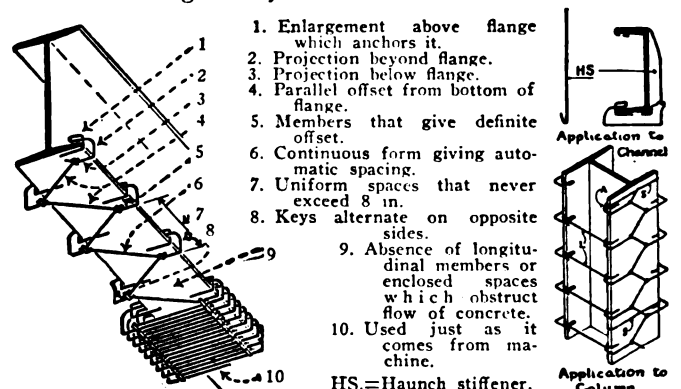 1. Enlargement above flange
which anchors it.
2. Projection beyond flange.
3. Projection below flange.
4. Parallel offset from bottom of
flange.
5. Members that give definite
offset.
6. Continuous form giving auto-
matic spacing.
7. Uniform spaces that never
exceed 8 in.
8. Keys alternate on opposite
sides.
9. Absence of longitu-
dinal members or
enclosed spaces
which obstruct
flow of concrete.
10. Used just as it
comes from ma-
chine.
HS.=Haunch stiffener.
1
2
3
4
5
6
7
8
9
10
HS
Application to
Channel
A
Application to
Column